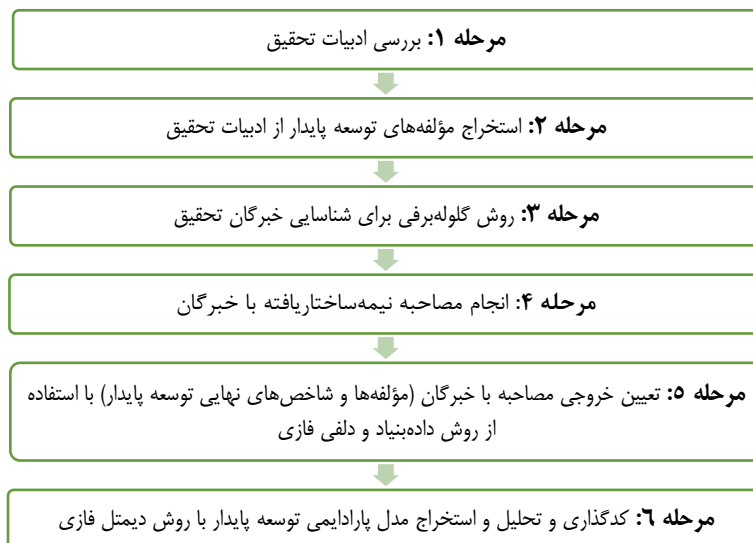 مرحله ۱: بررسی ادبیات تحقیق
مرحله ۲: استخراج مؤلفه‌های توسعه پایدار از ادبیات تحقیق
مرحله ۳: روش گلوله‌برفی برای شناسایی خبرگان تحقیق
مرحله ۴: انجام مصاحبه نیمه‌ساختاریافته با خبرگان
مرحله ۵: تعیین خروجی مصاحبه با خبرگان (مؤلفه‌ها و شاخص‌های نهایی توسعه پایدار) با استفاده
از روش داده‌بنیاد و دلفی فازی
مرحله ٦: کدگذاری و تحلیل و استخراج مدل پارادایمی توسعه پایدار با روش دیمتل فازی